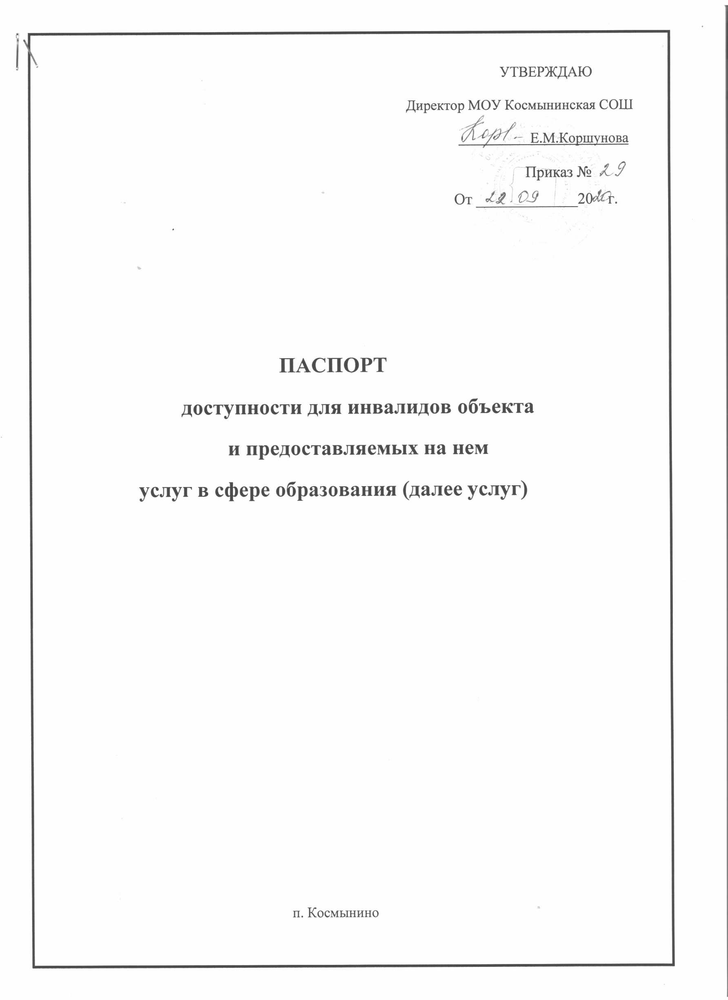 УТВЕРЖДАЮ
Директор МОУ Космынинская СОШ
Е.М.Коршунова
Приказ № 29
От 22.09 2020г.
ПАСПОРТ
доступности для инвалидов объекта
и предоставляемых на нем
услуг в сфере образования (далее услуг)
п. Космынино